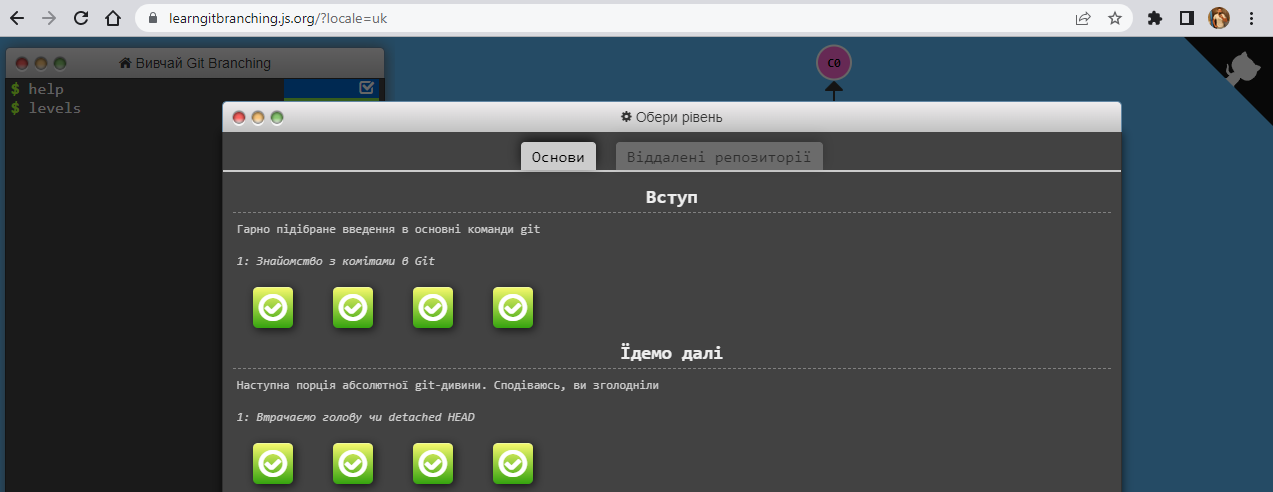 learngitbranching.js.org/?locale=uk
Вивчай Git Branching
$ help
$ levels
C0
Обери рівень
Основи
Віддалені репозиторії
Вступ
Гарно підібране введення в основні команди git
1: Знайомство з комітами в Git
Їдемо далі
Наступна порція абсолютної git-дивини. Сподіваюсь, ви зголодніли
1: Втрачаємо голову чи detached HEAD